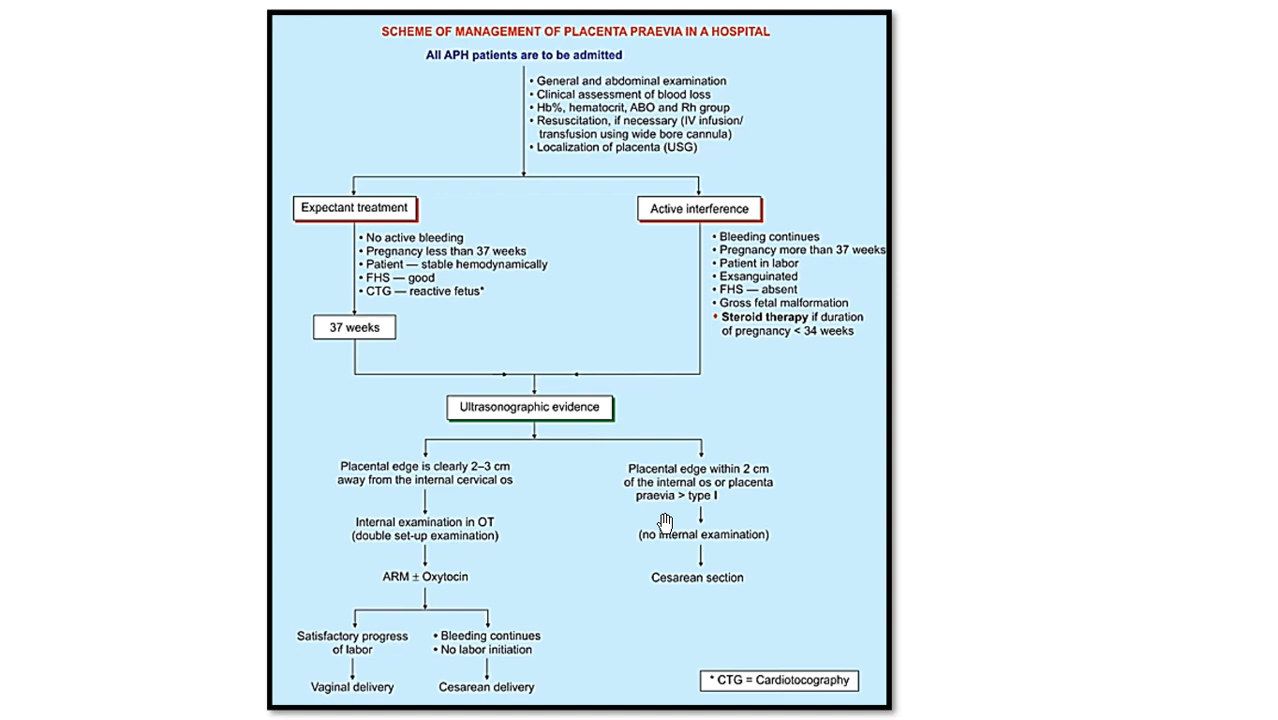 SCHEME OF MANAGEMENT OF PLACENTA PRAEVIA IN A HOSPITAL
All APH patients are to be admitted
• General and abdominal examination
• Clinical assessment of blood loss
• Hb%, hematocrit, ABO and Rh group
• Resuscitation, if necessary (IV infusion/
transfusion using wide bore cannula)
• Localization of placenta (USG)
Expectant treatment
• No active bleeding
• Pregnancy less than 37 weeks
• Patient — stable hemodynamically
• FHS — good
• CTG — reactive fetus*
37 weeks
Active interference
• Bleeding continues
• Pregnancy more than 37 weeks
• Patient in labor
• Exsanguinated
• FHS — absent
• Gross fetal malformation
♦ Steroid therapy if duration
of pregnancy < 34 weeks
Ultrasonographic evidence
Placental edge is clearly 2–3 cm
away from the internal cervical os
Internal examination in OT
(double set-up examination)
ARM ± Oxytocin
Satisfactory progress
of labor
Vaginal delivery
• Bleeding continues
• No labor initiation
Cesarean delivery
Placental edge within 2 cm
of the internal os or placenta
praevia > type I
(no internal examination)
Cesarean section
* CTG = Cardiotocography